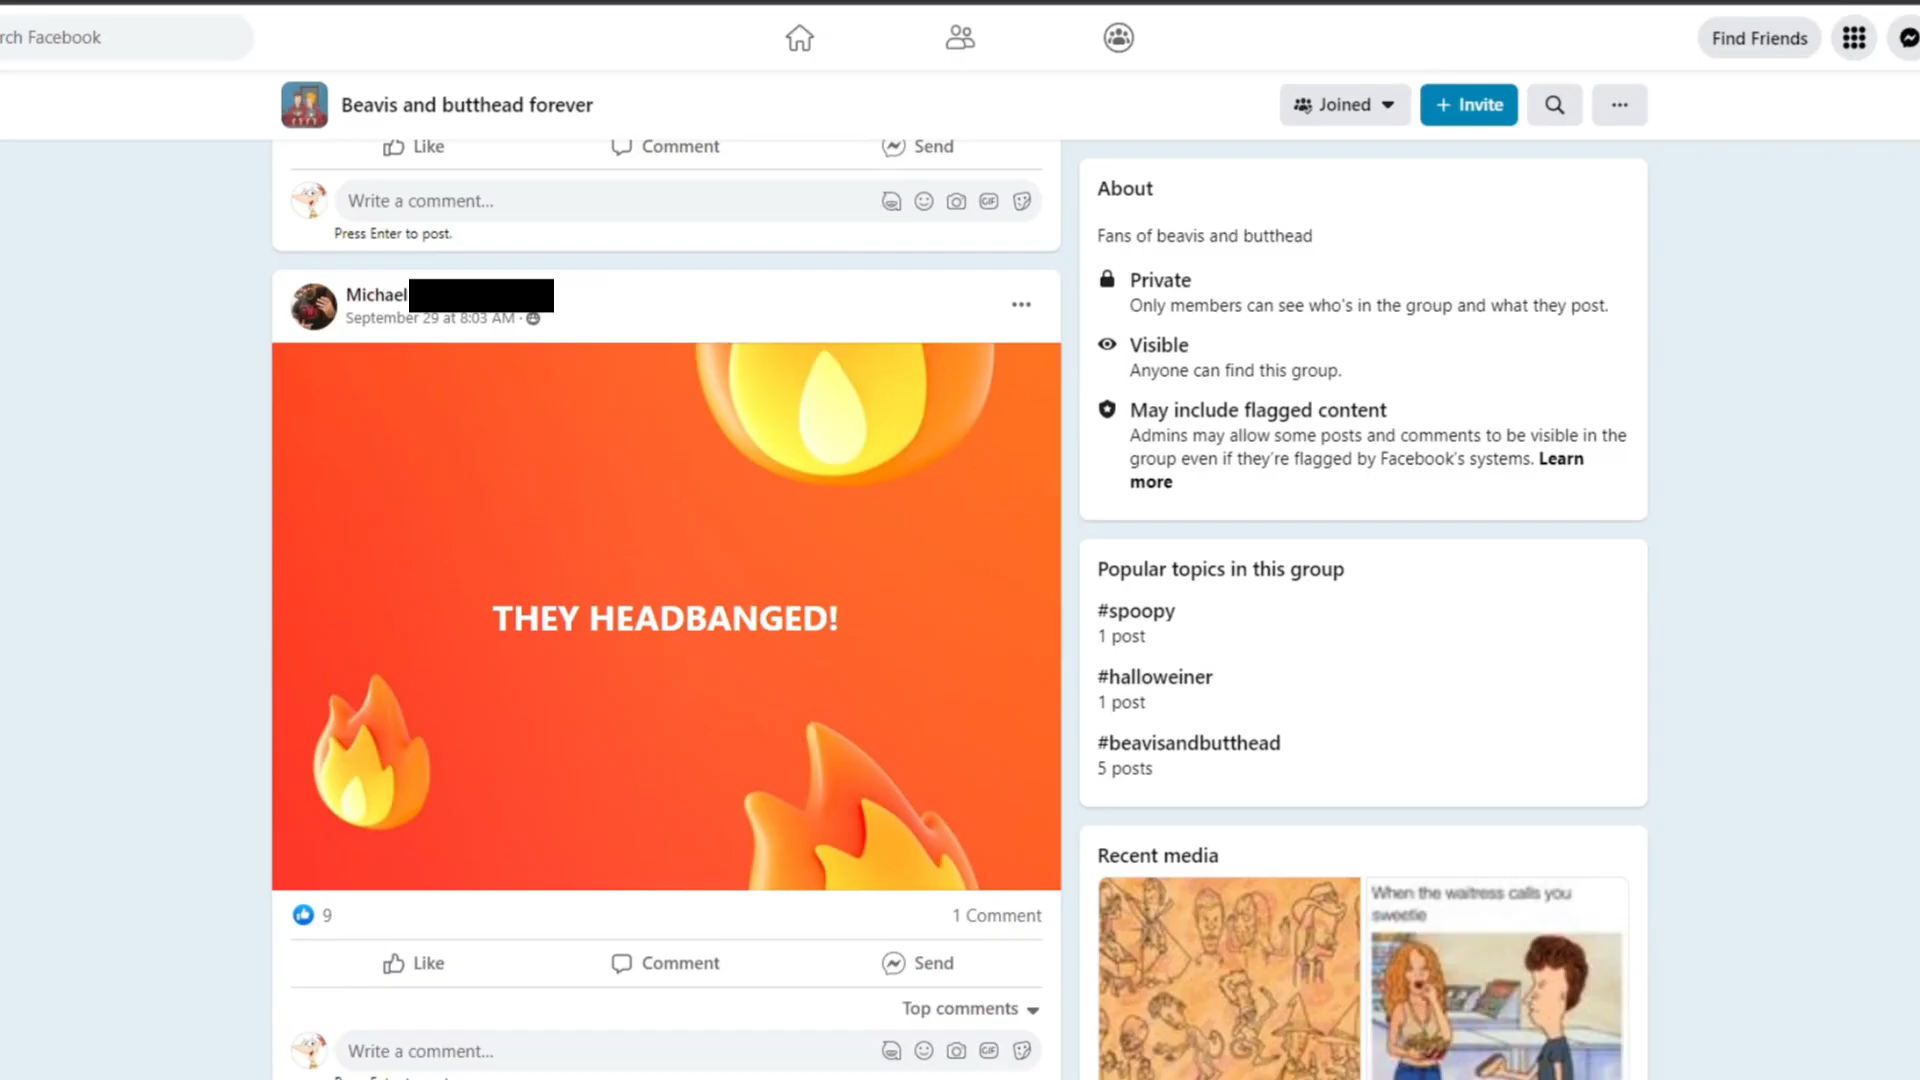 rch Facebook
Find Friends
Beavis and butthead forever
Joined
+ Invite
Like
Comment
Send
Write a comment...
GIF
Press Enter to post.
Michael
September 29 at 8:03 AM ·
THEY HEADBANGED!
9
1 Comment
Like
Comment
Send
Top comments
Write a comment...
GIF
About
Fans of beavis and butthead
Private
Only members can see who's in the group and what they post.
Visible
Anyone can find this group.
May include flagged content
Admins may allow some posts and comments to be visible in the
group even if they're flagged by Facebook's systems. Learn
more
Popular topics in this group
#spoopy
1 post
#halloweiner
1 post
#beavisandbutthead
5 posts
Recent media
When the waitress calls you
sweetie